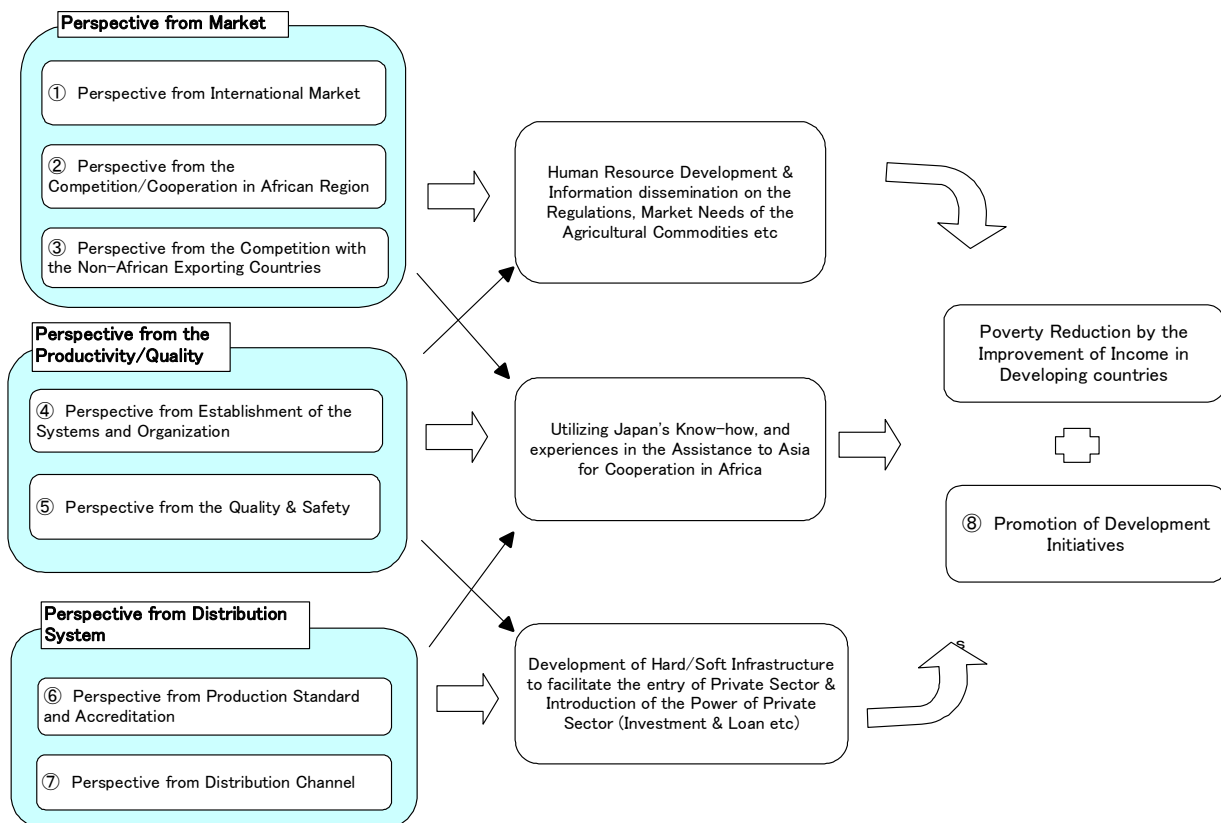 Perspective from Market
① Perspective from International Market
② Perspective from the
Competition/Cooperation in African Region
③ Perspective from the Competition with
the Non-African Exporting Countries
Perspective from the
Productivity/Quality
④ Perspective from Establishment of the
Systems and Organization
⑤ Perspective from the Quality & Safety
Perspective from Distribution
System
⑥ Perspective from Production Standard
and Accreditation
⑦ Perspective from Distribution Channel
Human Resource Development &
Information dissemination on the
Regulations, Market Needs of the
Agricultural Commodities etc
Utilizing Japan's Know-how, and
experiences in the Assistance to Asia
for Cooperation in Africa
Development of Hard/Soft Infrastructure
to facilitate the entry of Private Sector &
Introduction of the Power of Private
Sector (Investment & Loan etc)
Poverty Reduction by the
Improvement of Income in
Developing countries
⑧ Promotion of Development
Initiatives